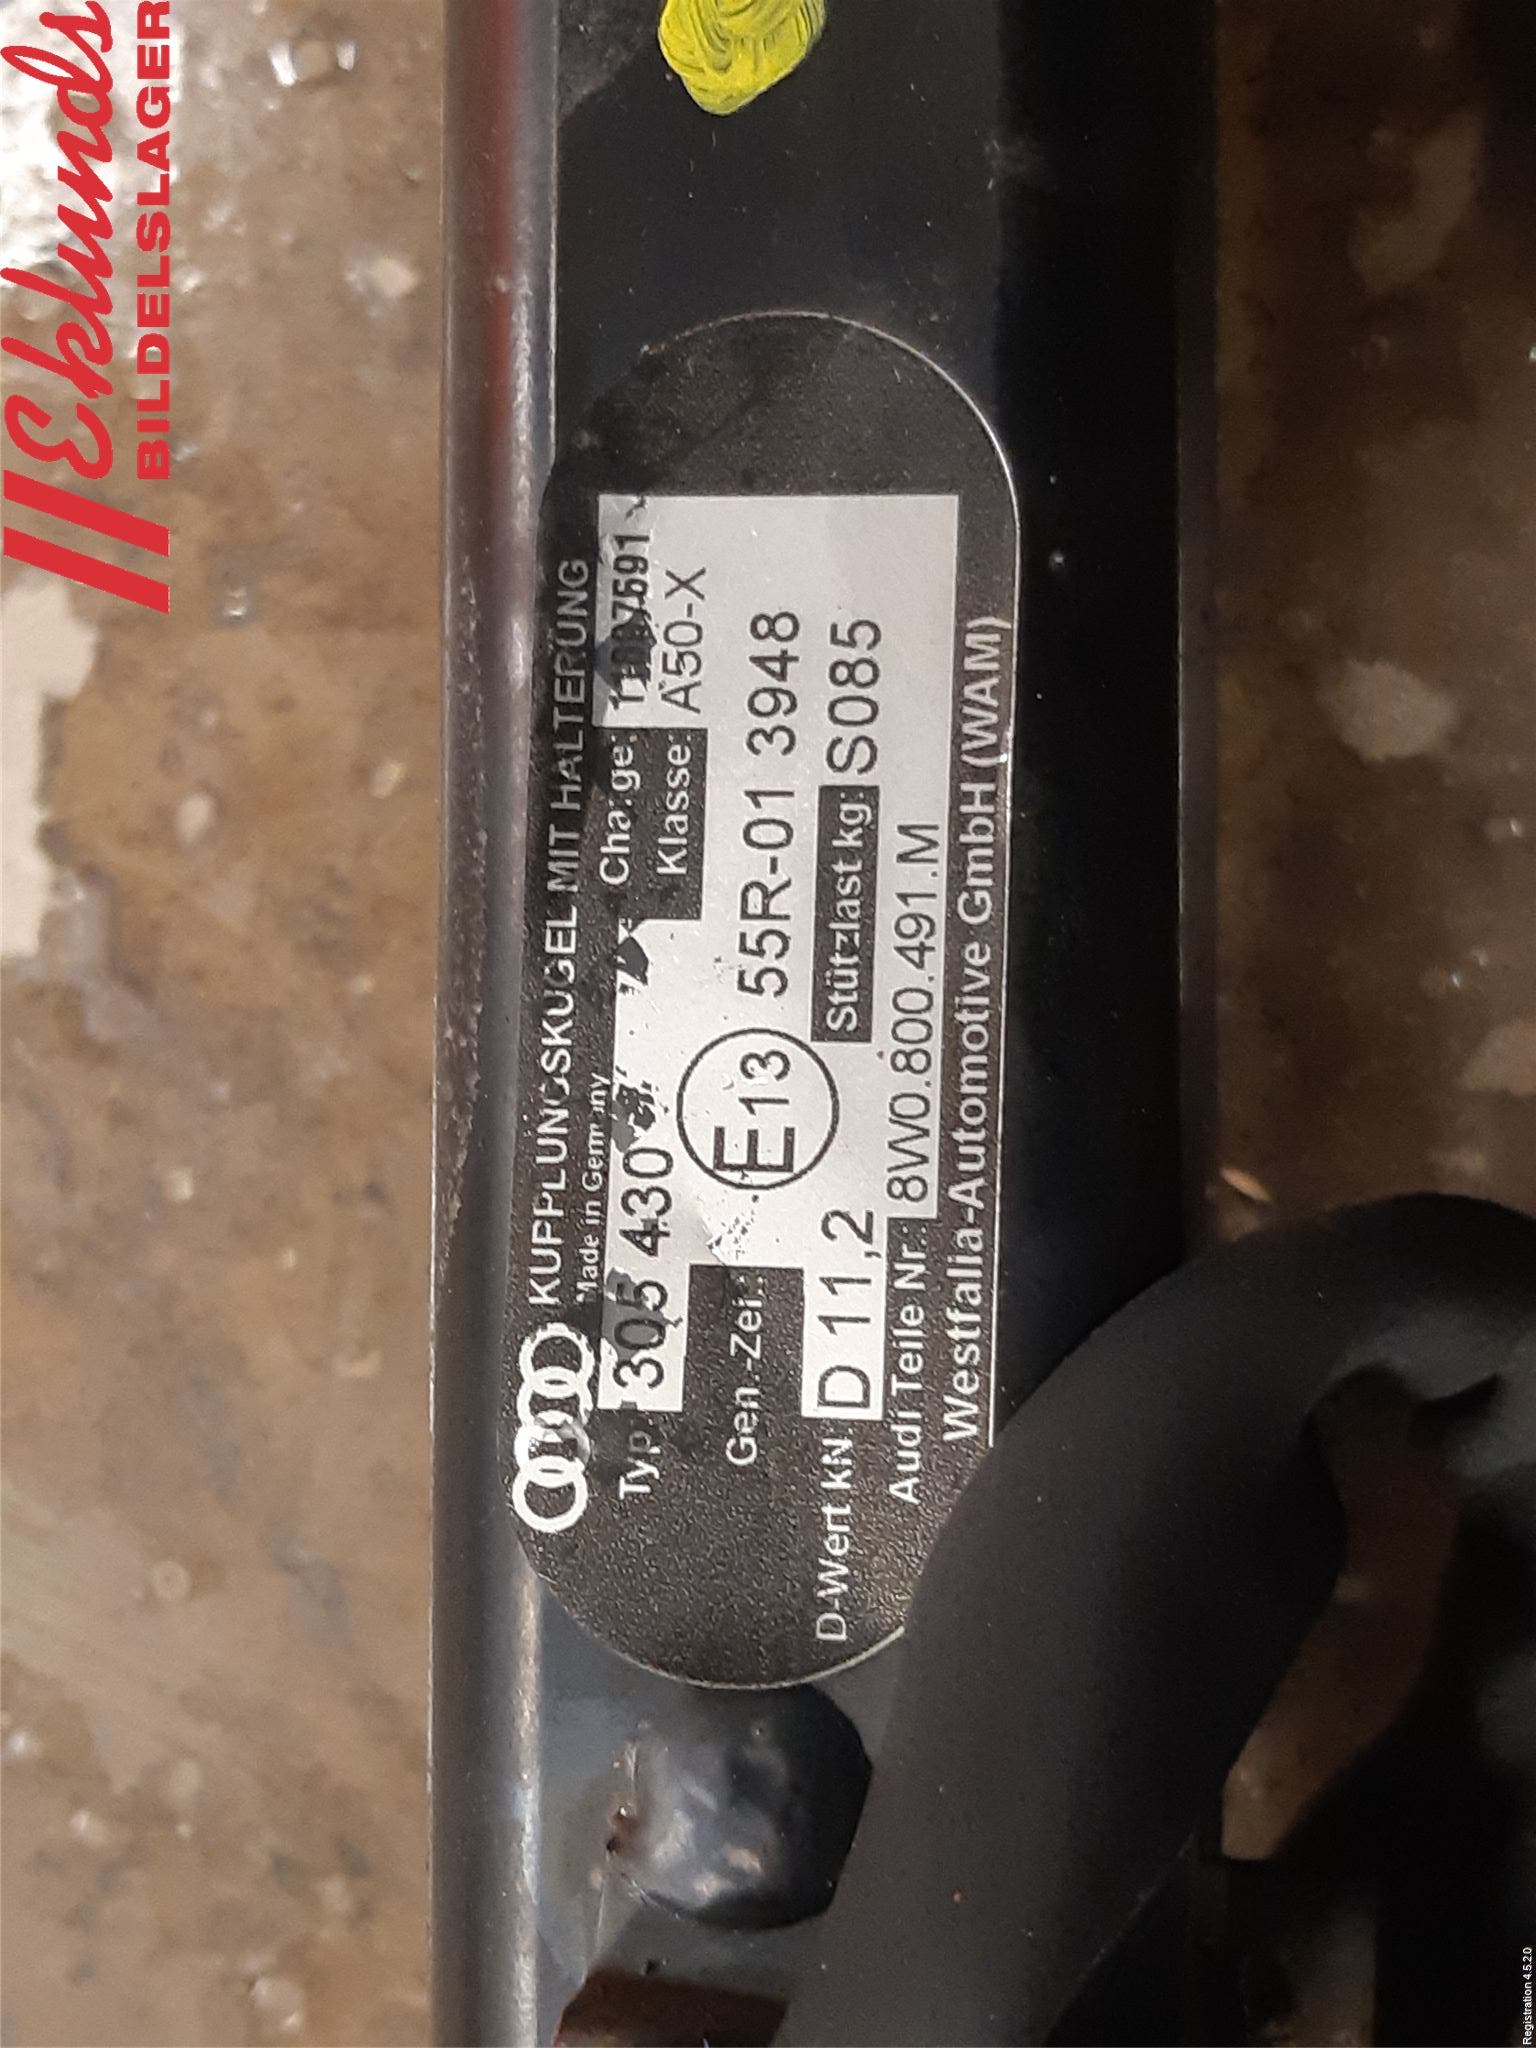 Eklunds
BILDELSLAGER
KUPPLUNGSKUGEL MIT HALTERUNG
Made in Germany
Typ 305 430
Charge:
Klasse: A50-X
Gen.-Zei.: E13 55R-01 3948
D-Wert KN D 11,2 Stützlast kg: S085
Audi Teile Nr.: 8W0.800.491.M
Westfalia-Automotive GmbH (WAM)
Registration 4.5.2.0